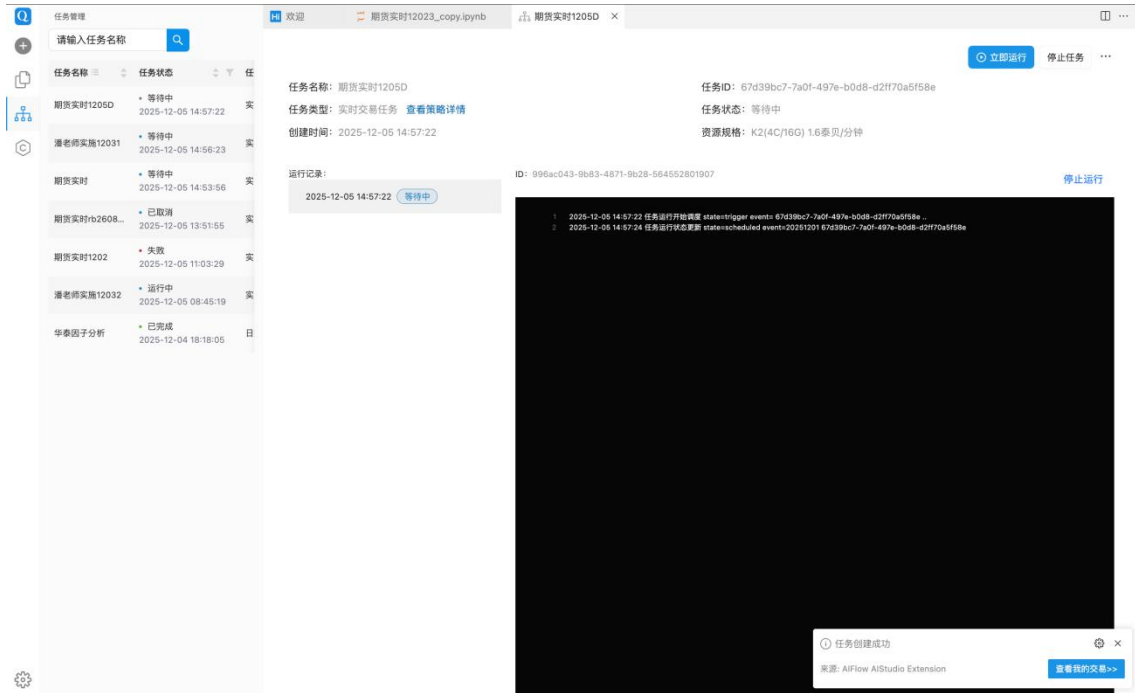 Q
任务管理
请输入任务名称
任务名称 任务状态 任
期货实时1205D 等待中 实
2025-12-05 14:57:22
潘老师实施12031 等待中 实
2025-12-05 14:56:23
期货实时 等待中 实
2025-12-05 14:53:56
期货实时rb2608... 已取消 实
2025-12-05 13:51:55
期货实时1202 失败 实
2025-12-05 11:03:29
潘老师实施12032 运行中 实
2025-12-05 08:45:19
华泰因子分析 已完成 日
2025-12-04 18:18:05
Hi 欢迎 期货实时12023_copy.ipynb 期货实时1205D ×
立即运行 停止任务 ···
任务名称: 期货实时1205D 任务ID: 67d39bc7-7a0f-497e-b0d8-d2ff70a5f58e
任务类型: 实时交易任务 查看策略详情 任务状态: 等待中
创建时间: 2025-12-05 14:57:22 资源规格: K2(4C/16G) 1.6泰贝/分钟
运行记录: ID: 996ac043-9b83-4871-9b28-564552801907 停止运行
2025-12-05 14:57:22 等待中
1 2025-12-05 14:57:22 任务运行开始调度 state=trigger event= 67d39bc7-7a0f-497e-b0d8-d2ff70a5f58e ..
2 2025-12-05 14:57:24 任务运行状态更新 state=scheduled event=20251201 67d39bc7-7a0f-497e-b0d8-d2ff70a5f58e
任务创建成功
来源: AIFlow AIStudio Extension 查看我的交易>>